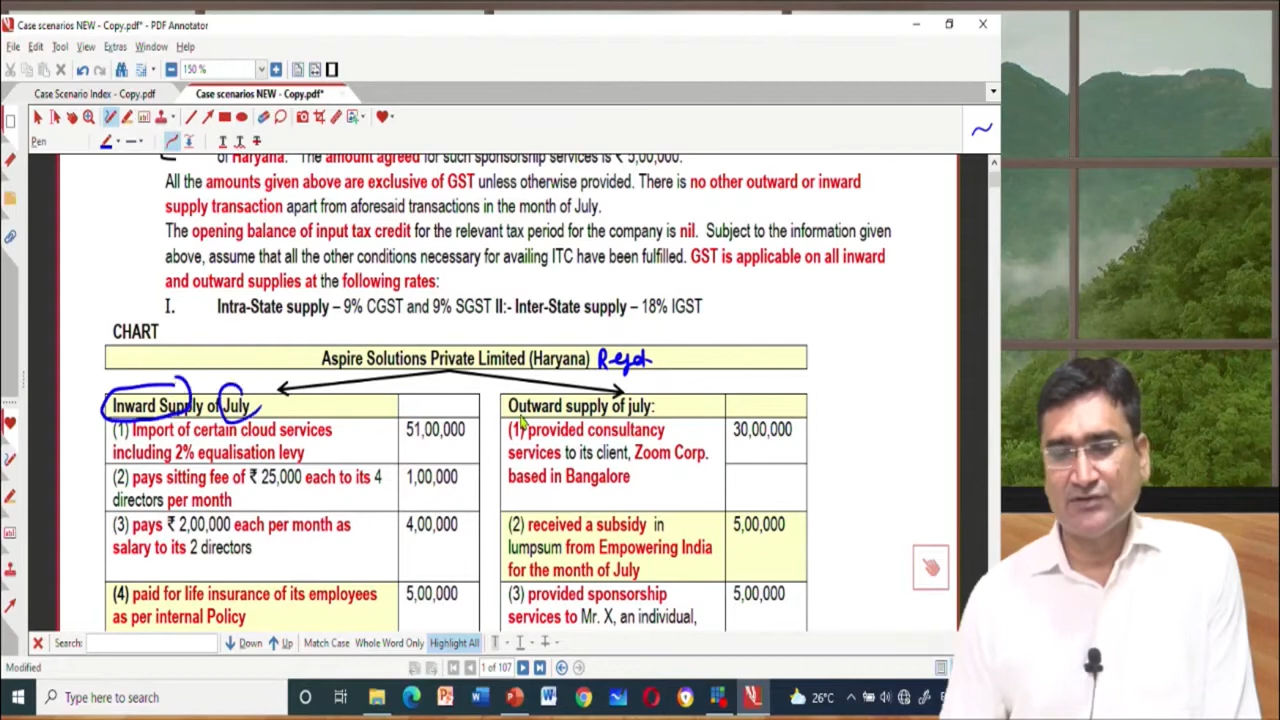 Case scenarios NEW - Copy.pdf* - PDF Annotator
File Edit Tool View Extras Window Help
150 %
Case Scenario Index - Copy.pdf Case scenarios NEW - Copy.pdf*
Pen
of Haryana. The amount agreed for such sponsorship services is ₹ 5,00,000.
All the amounts given above are exclusive of GST unless otherwise provided. There is no other outward or inward
supply transaction apart from aforesaid transactions in the month of July.
The opening balance of input tax credit for the relevant tax period for the company is nil. Subject to the information given
above, assume that all the other conditions necessary for availing ITC have been fulfilled. GST is applicable on all inward
and outward supplies at the following rates:
I. Intra-State supply – 9% CGST and 9% SGST II:- Inter-State supply – 18% IGST
CHART
Aspire Solutions Private Limited (Haryana) Regd
Inward Supply of July
(1) Import of certain cloud services 51,00,000
including 2% equalisation levy
(2) pays sitting fee of ₹ 25,000 each to its 4 1,00,000
directors per month
(3) pays ₹ 2,00,000 each per month as 4,00,000
salary to its 2 directors
(4) paid for life insurance of its employees 5,00,000
as per internal Policy
Outward supply of july:
(1) provided consultancy 30,00,000
services to its client, Zoom Corp.
based in Bangalore
(2) received a subsidy in 5,00,000
lumpsum from Empowering India
for the month of July
(3) provided sponsorship 5,00,000
services to Mr. X, an individual,
Search: Down Up Match Case Whole Word Only Highlight All
Modified 1 of 107
Type here to search 26°C